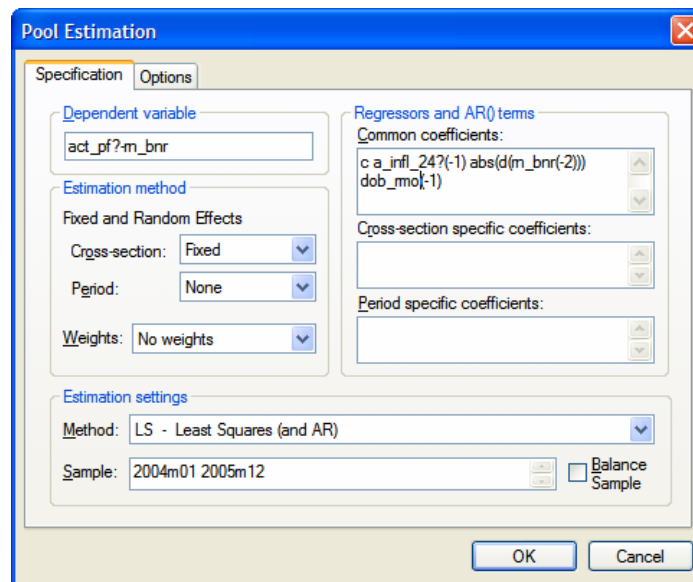 Pool Estimation
Specification
Options
Dependent variable
act_pf?-m_bnr
Estimation method
Fixed and Random Effects
Cross-section: Fixed
Period: None
Weights: No weights
Regressors and AR() terms
Common coefficients:
c a_infl_24?(-1) abs(d(m_bnr(-2)))
dob_rmo(-1)
Cross-section specific coefficients:
Period specific coefficients:
Estimation settings
Method: LS - Least Squares (and AR)
Sample: 2004m01 2005m12
Balance
Sample
OK
Cancel